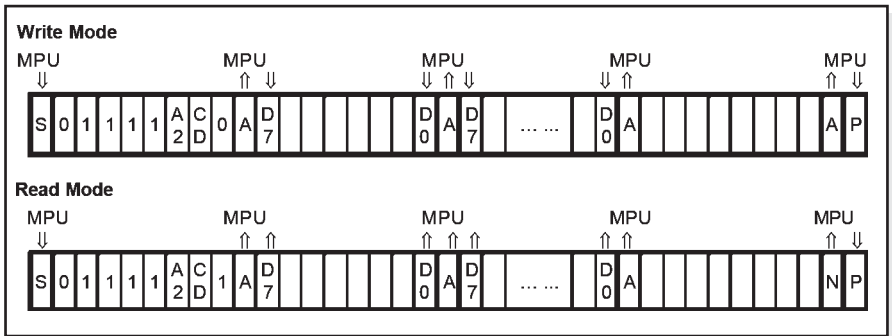 Write Mode
MPU MPU MPU MPU MPU
⇓ ⇑ ⇓ ⇓ ⇑ ⇓ ⇓ ⇑ ⇑ ⇓
S 0 1 1 1 1 A2 CD 0 A D7 D0 A D7 ... ... D0 A A P
Read Mode
MPU MPU MPU MPU MPU
⇓ ⇑ ⇑ ⇑ ⇑ ⇑ ⇑ ⇑ ⇑ ⇓
S 0 1 1 1 1 A2 CD 1 A D7 D0 A D7 ... ... D0 A N P